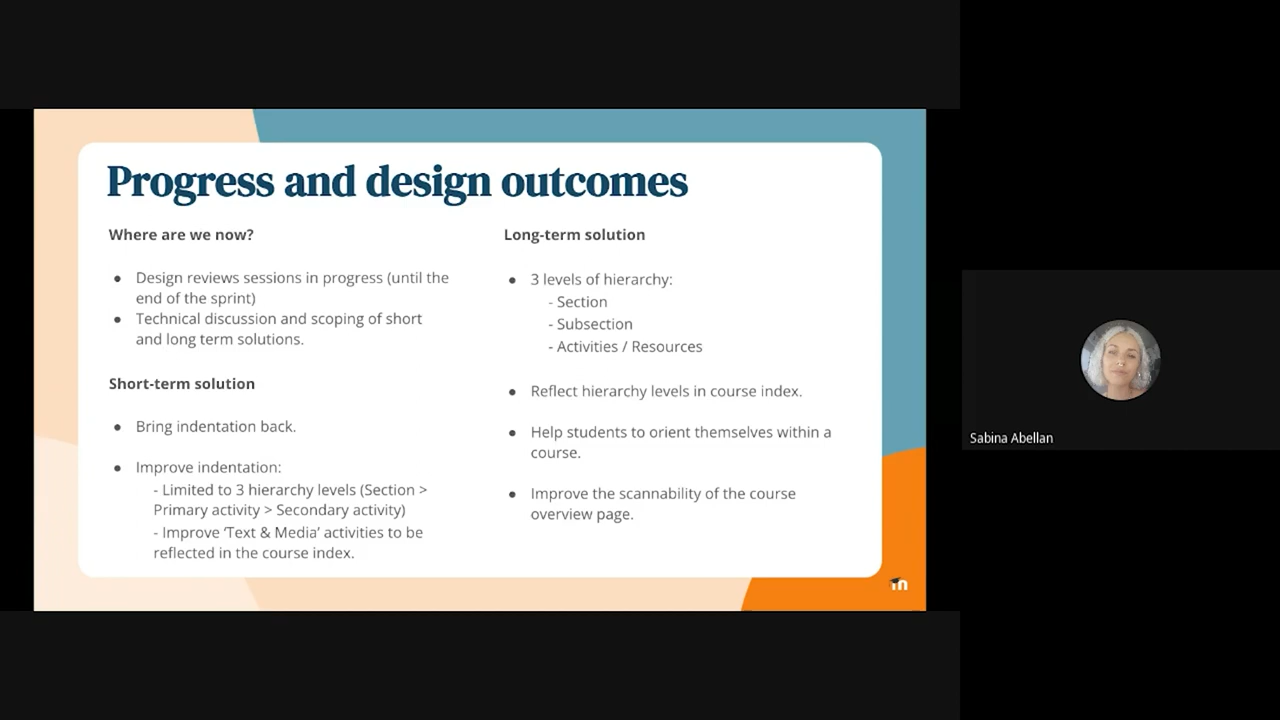 Progress and design outcomes
Where are we now?
● Design reviews sessions in progress (until the
end of the sprint)
● Technical discussion and scoping of short
and long term solutions.
Short-term solution
● Bring indentation back.
● Improve indentation:
- Limited to 3 hierarchy levels (Section >
Primary activity > Secondary activity)
- Improve ‘Text & Media’ activities to be
reflected in the course index.
Long-term solution
● 3 levels of hierarchy:
- Section
- Subsection
- Activities / Resources
● Reflect hierarchy levels in course index.
● Help students to orient themselves within a
course.
● Improve the scannability of the course
overview page.
m
Sabina Abellan